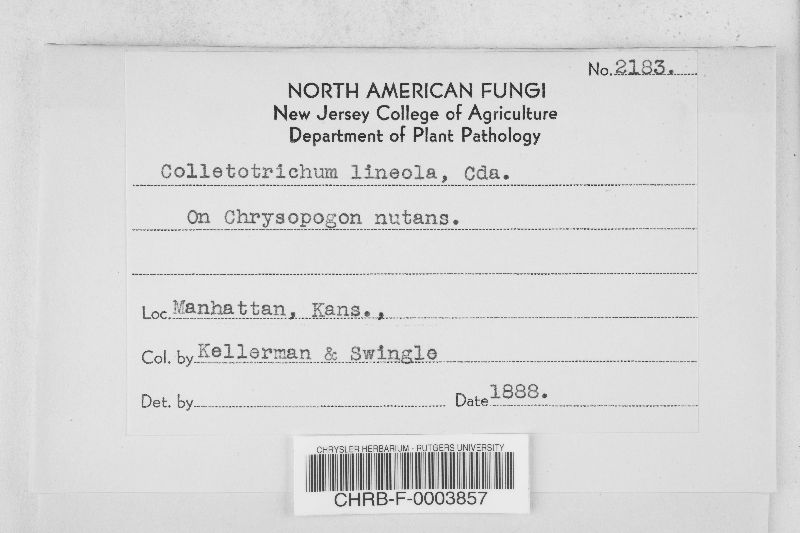 No. 2183.
NORTH AMERICAN FUNGI
New Jersey College of Agriculture
Department of Plant Pathology
Colletotrichum lineola, Cda.
On Chrysopogon nutans.
Loc. Manhattan, Kans.,
Col. by Kellerman & Swingle
Det. by Date 1888.
CHRYSLER HERBARIUM - RUTGERS UNIVERSITY
CHRB-F-0003857